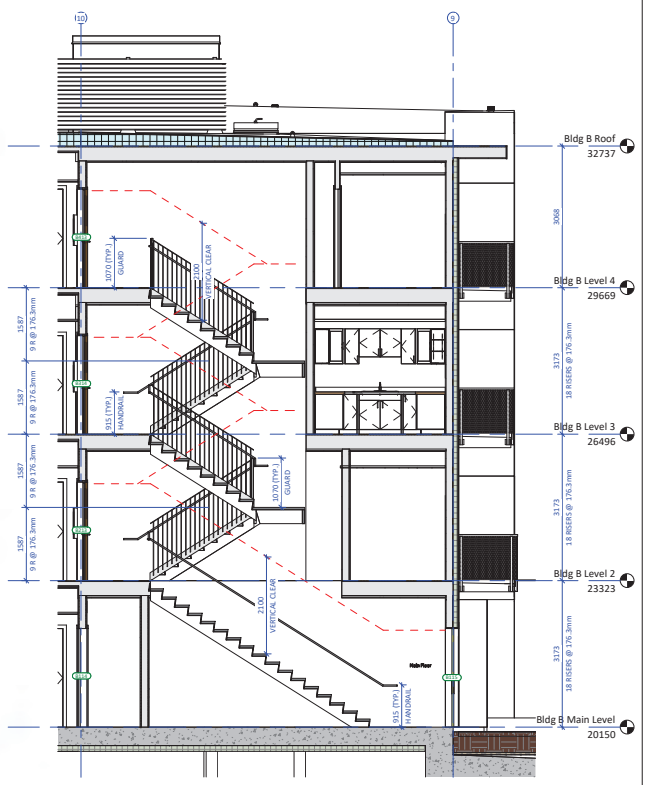 10
9
Bldg B Roof
32737
3068
1070 (TYP.)
GUARD
2100
VERTICAL CLEAR
Bldg B Level 4
29669
1587
9 R @ 176.3mm
3173
18 RISERS @ 176.3mm
1587
9 R @ 176.3mm
915 (TYP.)
HANDRAIL
Bldg B Level 3
26496
1587
9 R @ 176.3mm
1070 (TYP.)
GUARD
3173
18 RISERS @ 176.3mm
1587
9 R @ 176.3mm
Bldg B Level 2
23323
2100
VERTICAL CLEAR
3173
18 RISERS @ 176.3mm
Main Floor
915 (TYP.)
HANDRAIL
Bldg B Main Level
20150